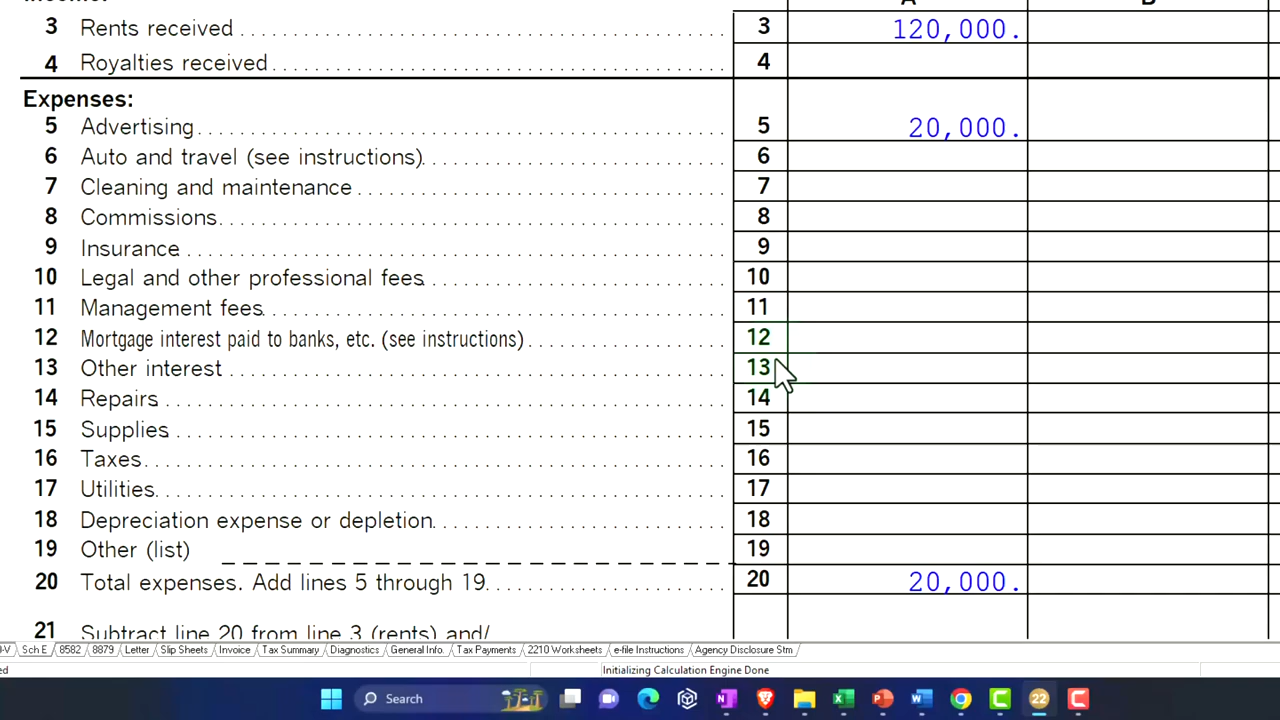 A B
3 Rents received 3 120,000.
4 Royalties received 4
Expenses:
5 Advertising 5 20,000.
6 Auto and travel (see instructions) 6
7 Cleaning and maintenance 7
8 Commissions 8
9 Insurance 9
10 Legal and other professional fees 10
11 Management fees 11
12 Mortgage interest paid to banks, etc. (see instructions) 12
13 Other interest 13
14 Repairs 14
15 Supplies 15
16 Taxes 16
17 Utilities 17
18 Depreciation expense or depletion 18
19 Other (list) 19
20 Total expenses. Add lines 5 through 19 20 20,000.
21 Subtract line 20 from line 3 (rents) and/
Sch E 8582 8879 Letter Slip Sheets Invoice Tax Summary Diagnostics General Info. Tax Payments 2210 Worksheets e-file Instructions Agency Disclosure Stm
Initializing Calculation Engine Done
Search 22